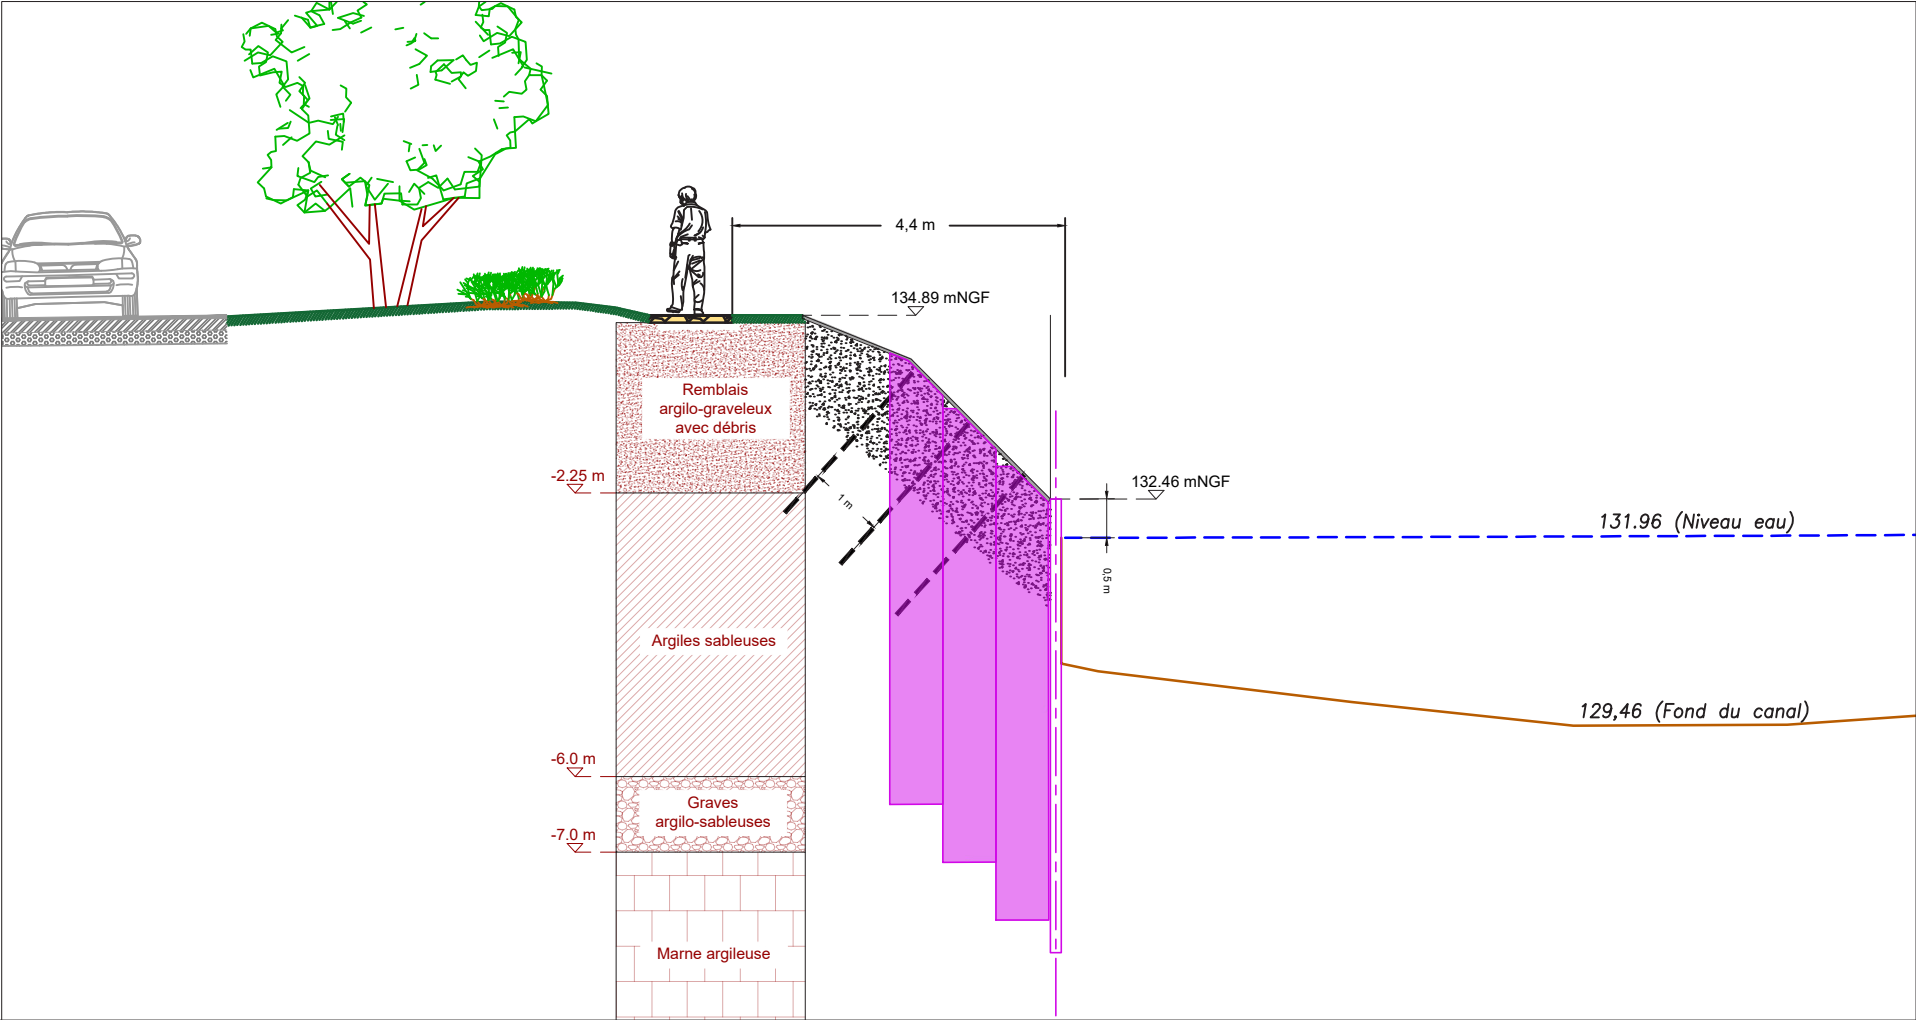 4,4 m
134.89 mNGF
Remblais
argilo-graveleux
avec débris
-2.25 m
132.46 mNGF
1 m
131.96 (Niveau eau)
0,5 m
Argiles sableuses
129,46 (Fond du canal)
-6.0 m
Graves
argilo-sableuses
-7.0 m
Marne argileuse